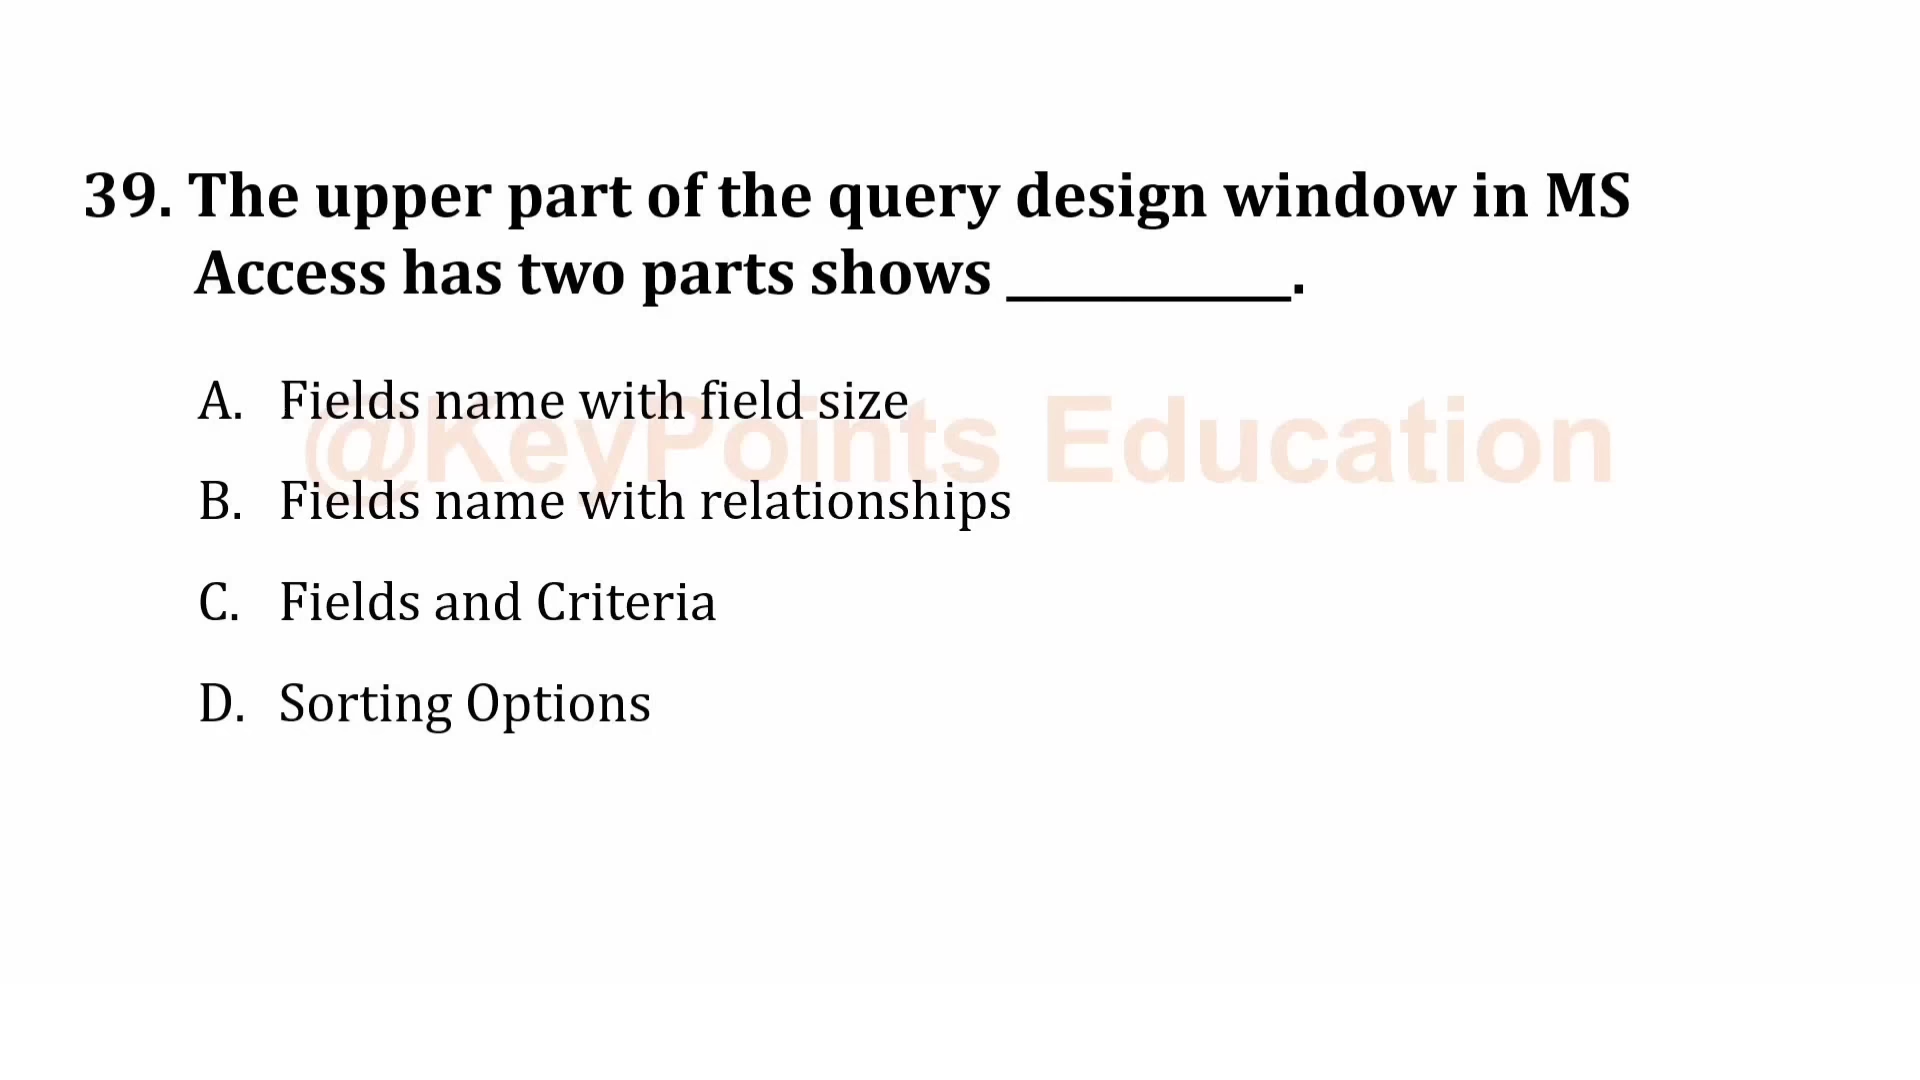 39. The upper part of the query design window in MS
Access has two parts shows ___________.
@KeyPoints Education
A. Fields name with field size
B. Fields name with relationships
C. Fields and Criteria
D. Sorting Options